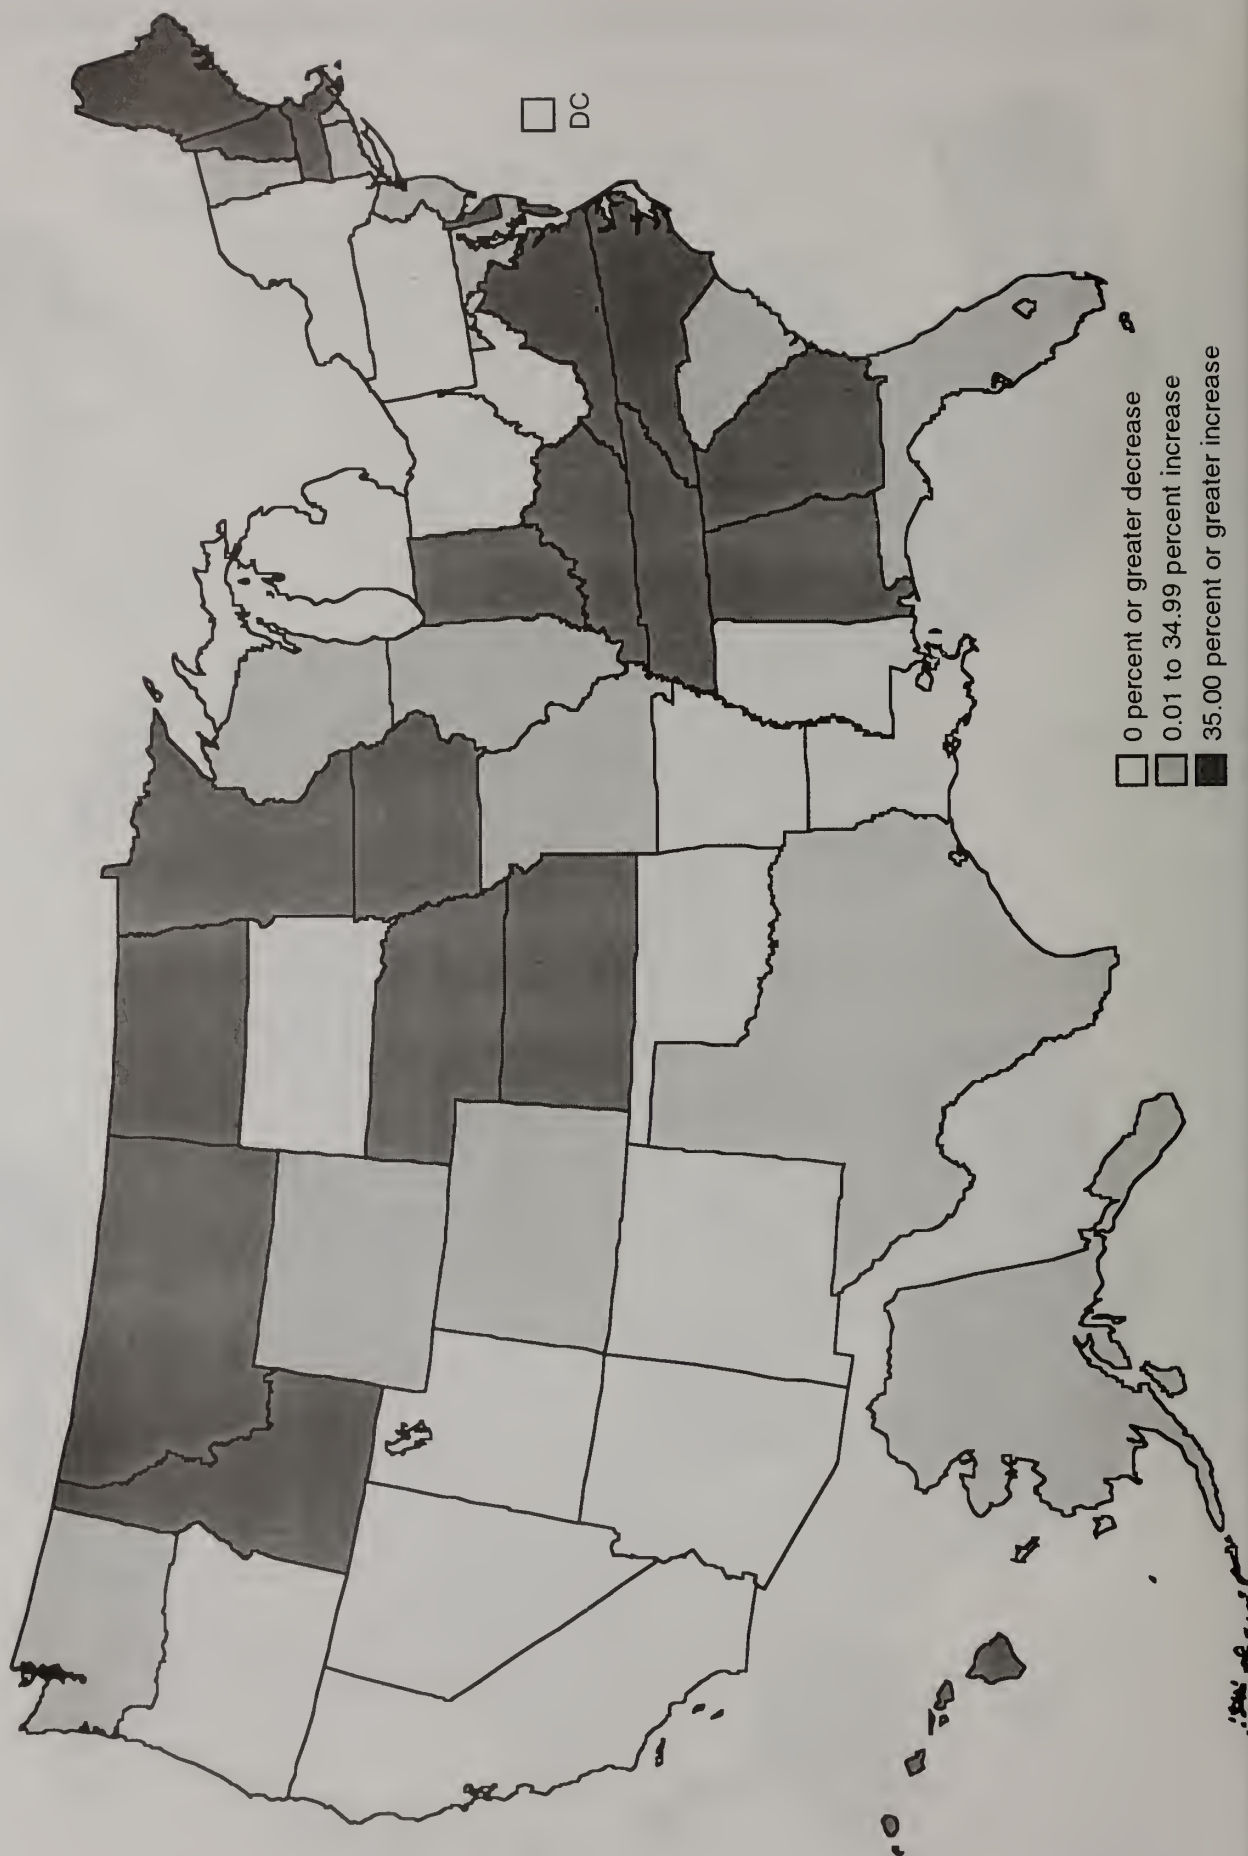 DC
0 percent or greater decrease
0.01 to 34.99 percent increase
35.00 percent or greater increase